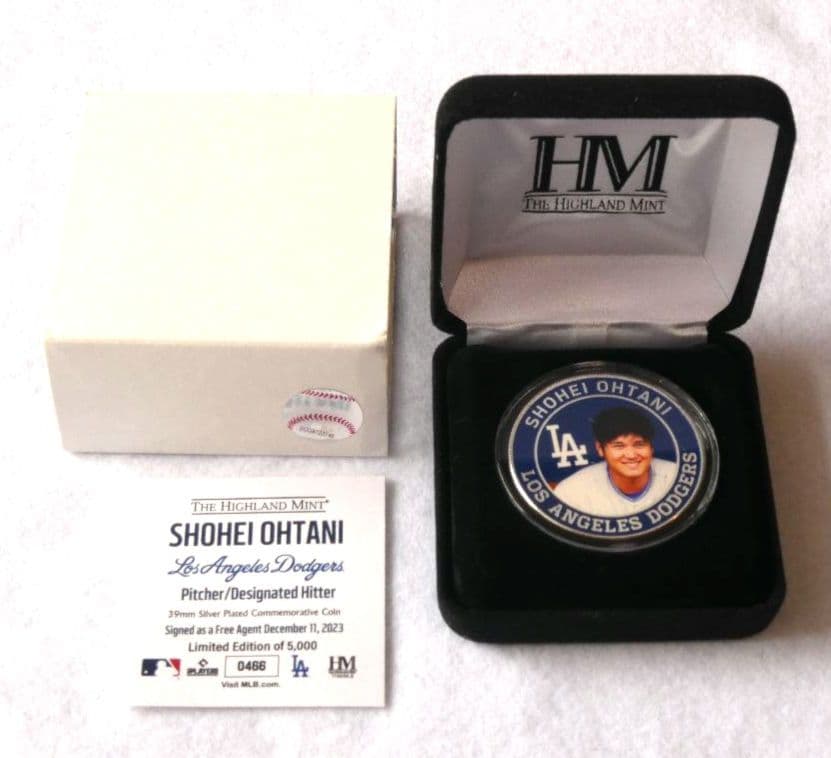 HM
THE HIGHLAND MINT
SHOHEI OHTANI
LA
LOS ANGELES DODGERS
THE HIGHLAND MINT®
SHOHEI OHTANI
Los Angeles Dodgers
Pitcher/Designated Hitter
39mm Silver Plated Commemorative Coin
Signed as a Free Agent December 11, 2023
Limited Edition of 5,000
PLAYERS 0466 LA HM
Visit MLB.com.